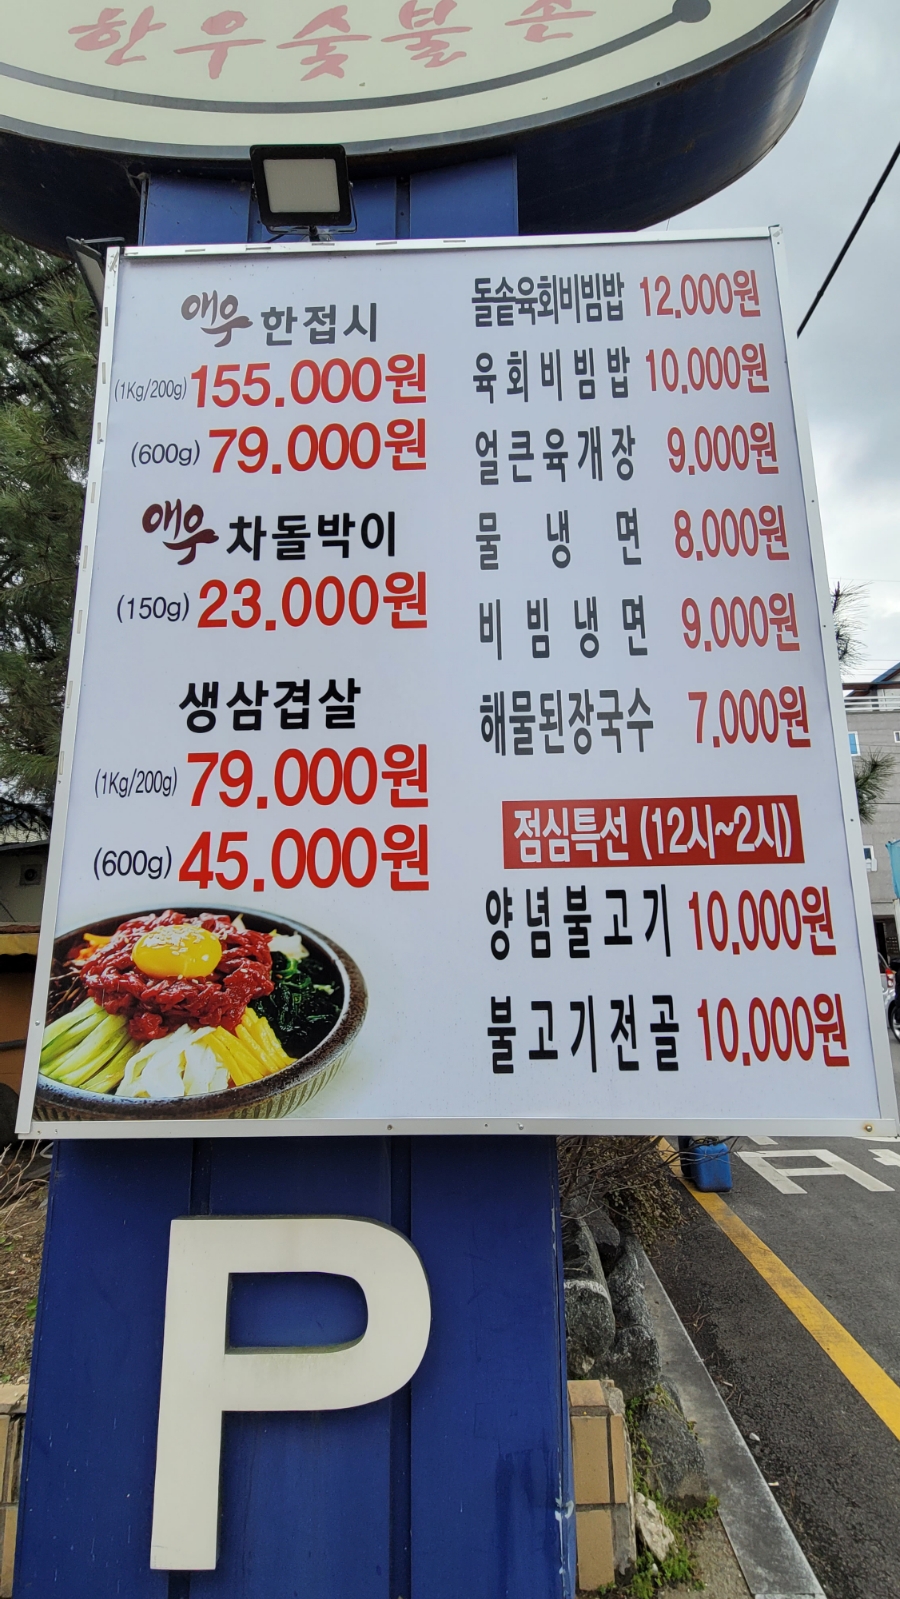 한우숯불촌
애우 한접시
(1Kg/200g) 155.000원
(600g) 79.000원
애우 차돌박이
(150g) 23.000원
생삼겹살
(1Kg/200g) 79.000원
(600g) 45.000원
돌솥육회비빔밥 12,000원
육회비빔밥 10,000원
얼큰육개장 9,000원
물냉면 8,000원
비빔냉면 9,000원
해물된장국수 7,000원
점심특선 (12시~2시)
양념불고기 10,000원
불고기전골 10,000원
P